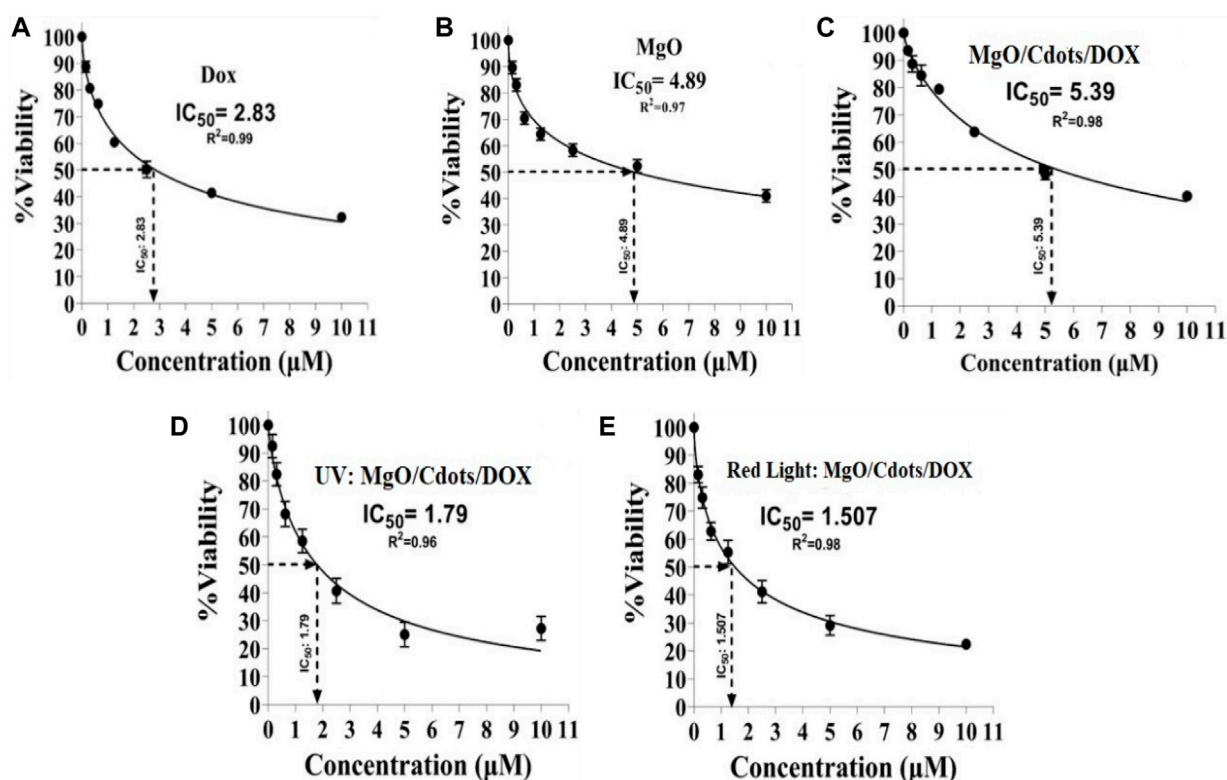 A
Dox
IC50= 2.83
R2=0.99
%Viability
100
90
80
70
60
50
40
30
20
10
0
IC50: 2.83
0 1 2 3 4 5 6 7 8 9 10 11
Concentration (µM)
B
MgO
IC50= 4.89
R2=0.97
%Viability
100
90
80
70
60
50
40
30
20
10
0
IC50: 4.89
0 1 2 3 4 5 6 7 8 9 10 11
Concentration (µM)
C
MgO/Cdots/DOX
IC50= 5.39
R2=0.98
%Viability
100
90
80
70
60
50
40
30
20
10
0
IC50: 5.39
0 1 2 3 4 5 6 7 8 9 10 11
Concentration (µM)
D
UV: MgO/Cdots/DOX
IC50= 1.79
R2=0.96
%Viability
100
90
80
70
60
50
40
30
20
10
0
IC50: 1.79
0 1 2 3 4 5 6 7 8 9 10 11
Concentration (µM)
E
Red Light: MgO/Cdots/DOX
IC50= 1.507
R2=0.98
%Viability
100
90
80
70
60
50
40
30
20
10
0
IC50: 1.507
0 1 2 3 4 5 6 7 8 9 10 11
Concentration (µM)